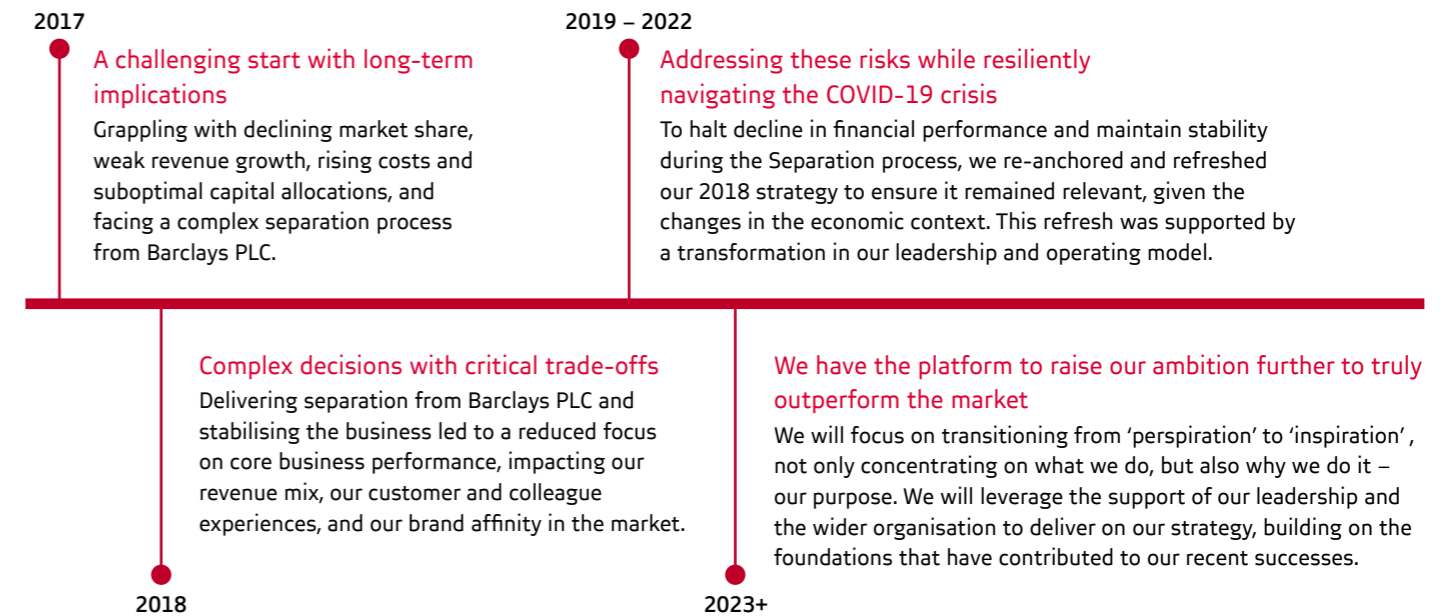 2017
A challenging start with long-term
implications
Grappling with declining market share,
weak revenue growth, rising costs and
suboptimal capital allocations, and
facing a complex separation process
from Barclays PLC.
2019 – 2022
Addressing these risks while resiliently
navigating the COVID-19 crisis
To halt decline in financial performance and maintain stability
during the Separation process, we re-anchored and refreshed
our 2018 strategy to ensure it remained relevant, given the
changes in the economic context. This refresh was supported by
a transformation in our leadership and operating model.
Complex decisions with critical trade-offs
Delivering separation from Barclays PLC and
stabilising the business led to a reduced focus
on core business performance, impacting our
revenue mix, our customer and colleague
experiences, and our brand affinity in the market.
2018
We have the platform to raise our ambition further to truly
outperform the market
We will focus on transitioning from ‘perspiration’ to ‘inspiration’ ,
not only concentrating on what we do, but also why we do it –
our purpose. We will leverage the support of our leadership and
the wider organisation to deliver on our strategy, building on the
foundations that have contributed to our recent successes.
2023+